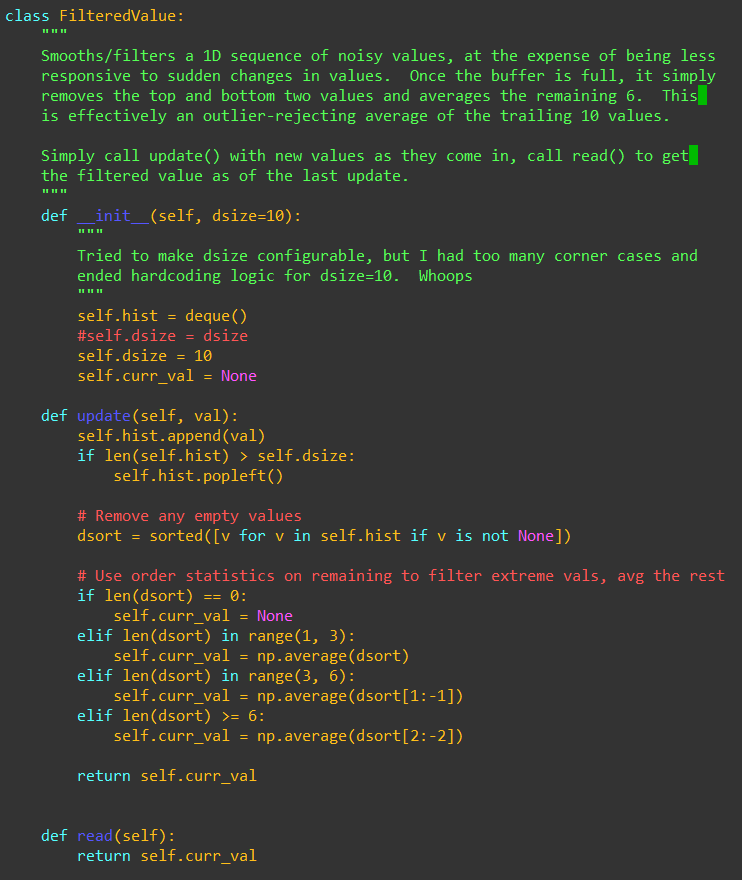 class FilteredValue:
    """
    Smooths/filters a 1D sequence of noisy values, at the expense of being less
    responsive to sudden changes in values.  Once the buffer is full, it simply
    removes the top and bottom two values and averages the remaining 6.  This
    is effectively an outlier-rejecting average of the trailing 10 values.

    Simply call update() with new values as they come in, call read() to get
    the filtered value as of the last update.
    """
    def __init__(self, dsize=10):
        """
        Tried to make dsize configurable, but I had too many corner cases and
        ended hardcoding logic for dsize=10.  Whoops
        """
        self.hist = deque()
        #self.dsize = dsize
        self.dsize = 10
        self.curr_val = None

    def update(self, val):
        self.hist.append(val)
        if len(self.hist) > self.dsize:
            self.hist.popleft()

        # Remove any empty values
        dsort = sorted([v for v in self.hist if v is not None])

        # Use order statistics on remaining to filter extreme vals, avg the rest
        if len(dsort) == 0:
            self.curr_val = None
        elif len(dsort) in range(1, 3):
            self.curr_val = np.average(dsort)
        elif len(dsort) in range(3, 6):
            self.curr_val = np.average(dsort[1:-1])
        elif len(dsort) >= 6:
            self.curr_val = np.average(dsort[2:-2])

        return self.curr_val


    def read(self):
        return self.curr_val